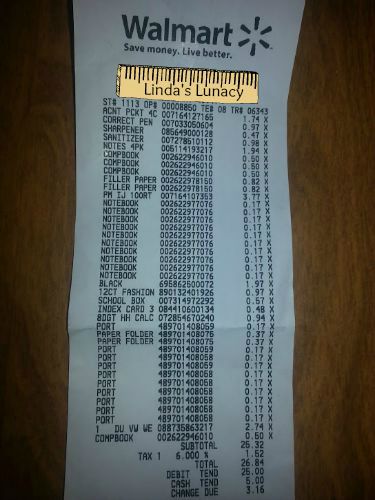 Walmart
Save money. Live better.
Linda's Lunacy
ST# 1113 OP# 00008850 TE# 08 TR# 06343
ACNT PCKT 4C 007164127165 1.74 X
CORRECT PEN 007033050604 0.97 X
SHARPENER 085649000128 0.47 X
SANITIZER 007278610112 0.98 X
NOTES 4PK 005114193217 1.94 X
COMPBOOK 002622946010 0.50 X
COMPBOOK 002622946010 0.50 X
COMPBOOK 002622946010 0.50 X
FILLER PAPER 002622978150 0.82 X
FILLER PAPER 002622978150 0.82 X
PM IJ 100RT 007164107353 3.77 X
NOTEBOOK 002622977076 0.17 X
NOTEBOOK 002622977076 0.17 X
NOTEBOOK 002622977076 0.17 X
NOTEBOOK 002622977076 0.17 X
NOTEBOOK 002622977076 0.17 X
NOTEBOOK 002622977076 0.17 X
NOTEBOOK 002622977076 0.17 X
NOTEBOOK 002622977076 0.17 X
NOTEBOOK 002622977076 0.17 X
NOTEBOOK 002622977076 0.17 X
BLACK 695862500072 1.97 X
12CT FASHION 890132401926 0.97 X
SCHOOL BOX 007314972292 0.57 X
INDEX CARD 3 084410600134 0.48 X
8DGT HH CALC 072854670240 0.94 X
PORT 489701408059 0.17 X
PAPER FOLDER 489701408075 0.37 X
PAPER FOLDER 489701408075 0.37 X
PORT 489701408059 0.17 X
PORT 489701408058 0.17 X
PORT 489701408058 0.17 X
PORT 489701408058 0.17 X
PORT 489701408058 0.17 X
PORT 489701408058 0.17 X
PORT 489701408058 0.17 X
PORT 489701408058 0.17 X
PORT 489701408058 0.17 X
1 DU VW WE 088735863217 2.74 X
COMPBOOK 002622946010 0.50 X
SUBTOTAL 25.32
TAX 1 6.000 % 1.52
TOTAL 26.84
DEBIT TEND 25.00
CASH TEND 5.00
CHANGE DUE 3.16